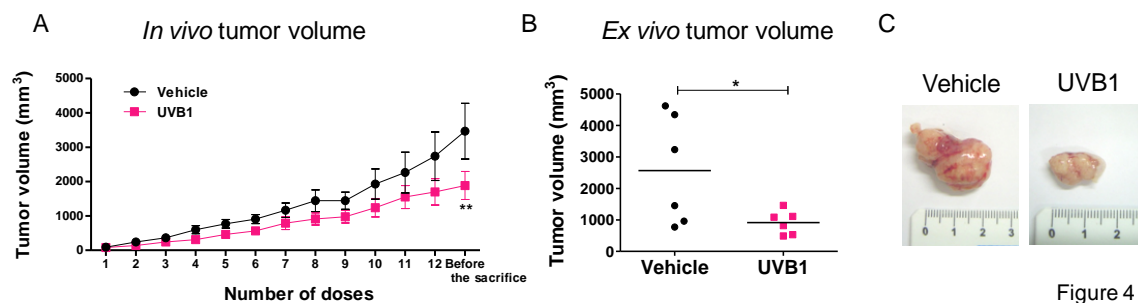 A
In vivo tumor volume
Tumor volume (mm3)
5000
4000
3000
2000
1000
0
Vehicle
UVB1
**
1 2 3 4 5 6 7 8 9 10 11 12 Before
the sacrifice
Number of doses
B
Ex vivo tumor volume
Tumor volume (mm3)
5000
4000
3000
2000
1000
0
*
Vehicle UVB1
C
Vehicle UVB1
0 1 2 3
0 1 2
Figure 4